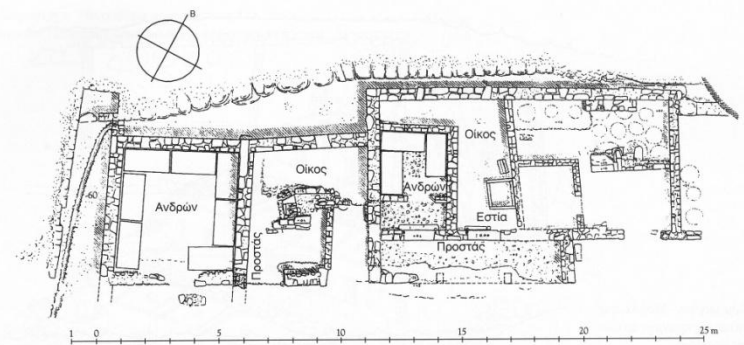 B
Οίκος
Οίκος
Ανδρών
Ανδρών
-60
Εστία
Προστάς
Προστάς
1 0 5 10 15 20 25 m